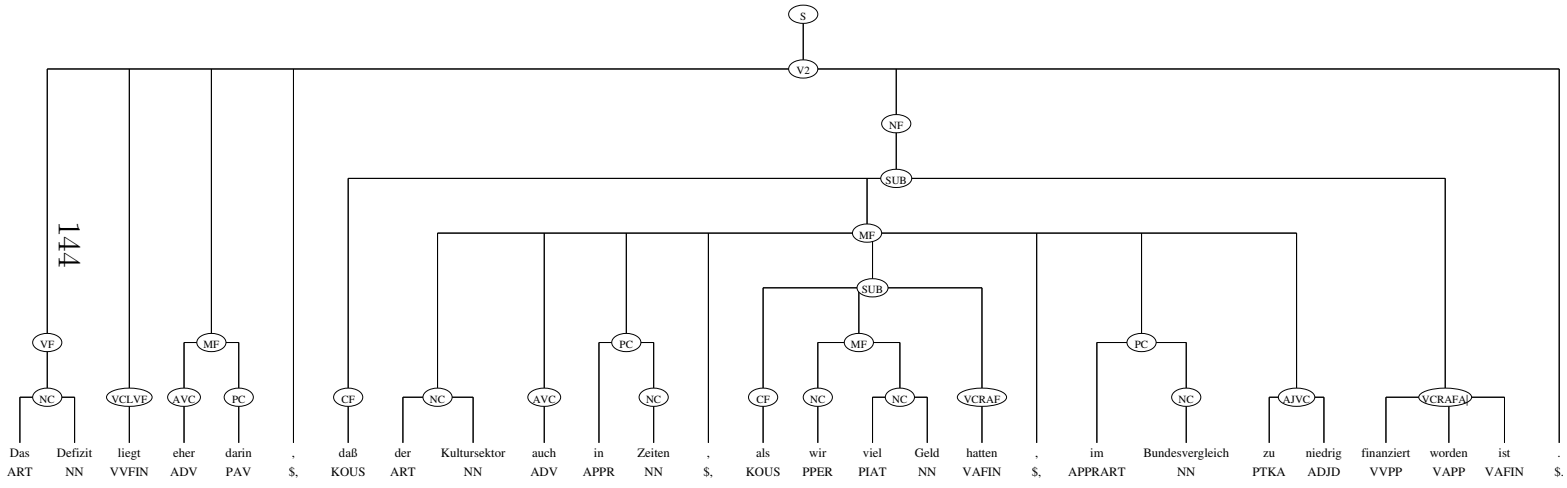 S
V2
NF
SUB
144
MF
SUB
VF MF PC MF PC
NC VCLVF AVC PC CF NC AVC NC CF NC NC VCRAF NC AJVC VCRAFA|
Das Defizit liegt eher darin , daß der Kultursektor auch in Zeiten , als wir viel Geld hatten , im Bundesvergleich zu niedrig finanziert worden ist .
ART NN VVFIN ADV PAV $, KOUS ART NN ADV APPR NN $, KOUS PPER PIAT NN VAFIN $, APPRART NN PTKA ADJD VVPP VAPP VAFIN $.